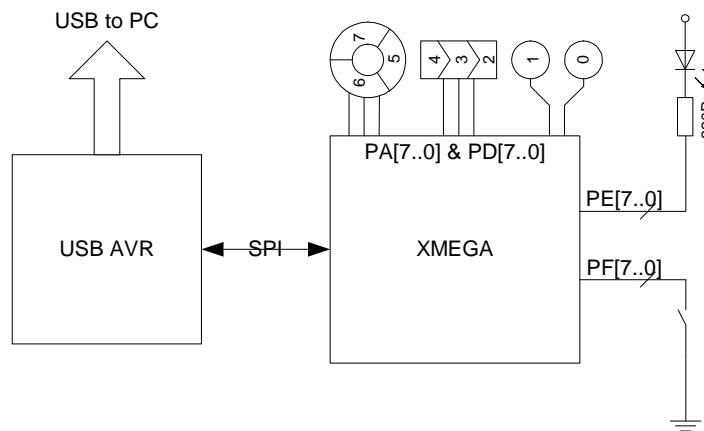 USB to PC
7
5
6
4
3
2
1
0
PA[7..0] & PD[7..0]
PE[7..0]
USB AVR
SPI
XMEGA
PF[7..0]